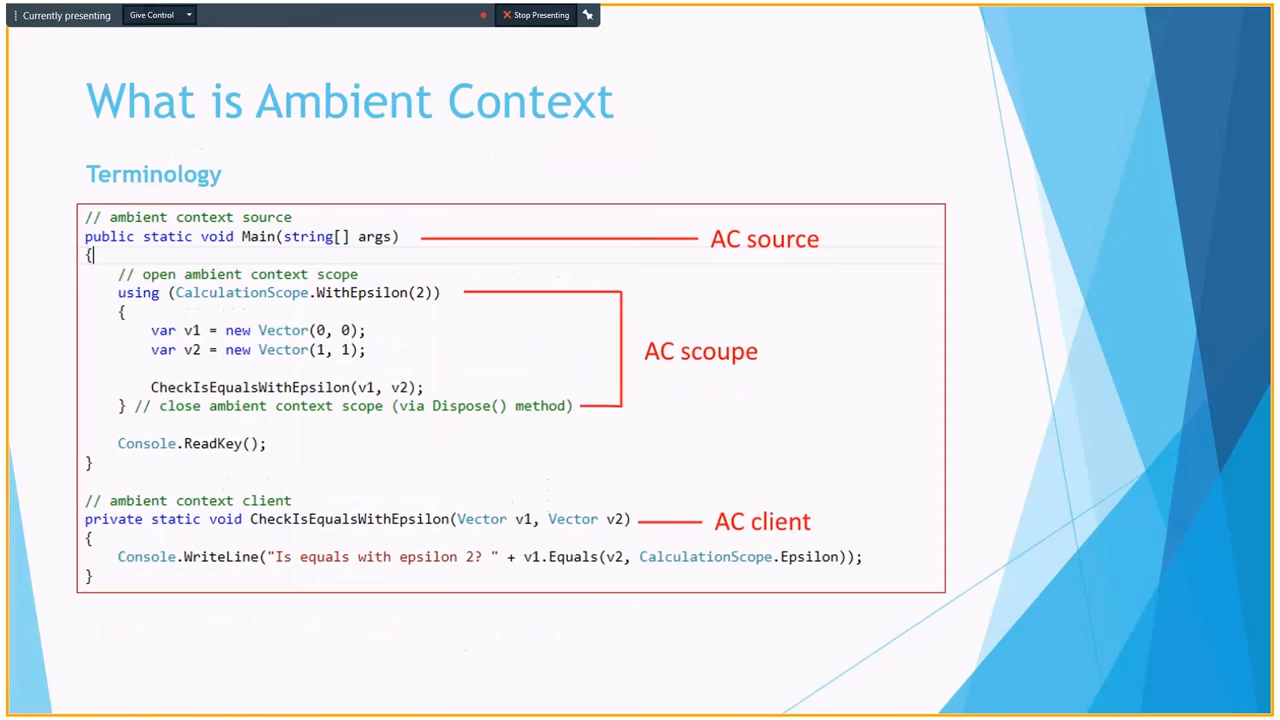 Currently presenting Give Control Stop Presenting
What is Ambient Context
Terminology
// ambient context source
public static void Main(string[] args) AC source
{
// open ambient context scope
using (CalculationScope.WithEpsilon(2))
{
var v1 = new Vector(0, 0);
var v2 = new Vector(1, 1);
AC scoupe
CheckIsEqualsWithEpsilon(v1, v2);
} // close ambient context scope (via Dispose() method)
Console.ReadKey();
}
// ambient context client
private static void CheckIsEqualsWithEpsilon(Vector v1, Vector v2) AC client
{
Console.WriteLine("Is equals with epsilon 2? " + v1.Equals(v2, CalculationScope.Epsilon));
}